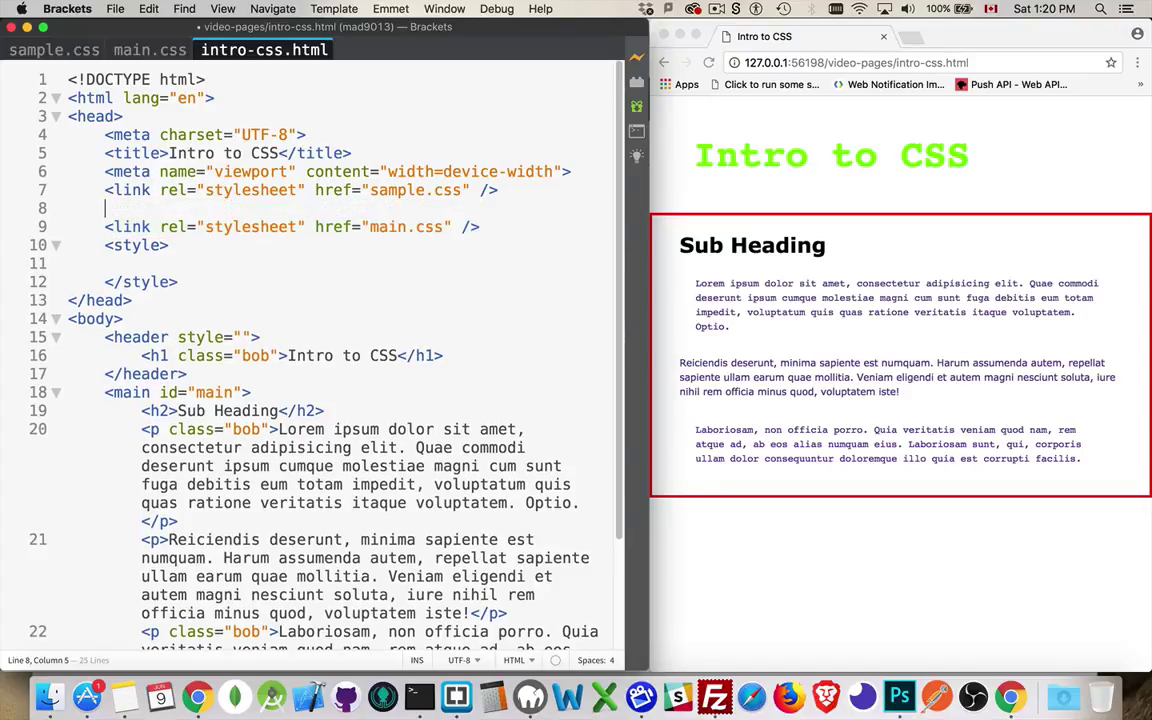 Brackets File Edit Find View Navigate Template Emmet Window Debug Help
100% Sat 1:20 PM
• video-pages/intro-css.html (mad9013) — Brackets
sample.css main.css intro-css.html
1 <!DOCTYPE html>
2 <html lang="en">
3 <head>
4 <meta charset="UTF-8">
5 <title>Intro to CSS</title>
6 <meta name="viewport" content="width=device-width">
7 <link rel="stylesheet" href="sample.css" />
8
9 <link rel="stylesheet" href="main.css" />
10 <style>
11
12 </style>
13 </head>
14 <body>
15 <header style="">
16 <h1 class="bob">Intro to CSS</h1>
17 </header>
18 <main id="main">
19 <h2>Sub Heading</h2>
20 <p class="bob">Lorem ipsum dolor sit amet,
consectetur adipisicing elit. Quae commodi
deserunt ipsum cumque molestiae magni cum sunt
fuga debitis eum totam impedit, voluptatum quis
quas ratione veritatis itaque voluptatem. Optio.
</p>
21 <p>Reiciendis deserunt, minima sapiente est
numquam. Harum assumenda autem, repellat sapiente
ullam earum quae mollitia. Veniam eligendi et
autem magni nesciunt soluta, iure nihil rem
officia minus quod, voluptatem iste!</p>
22 <p class="bob">Laboriosam, non officia porro. Quia
Line 8, Column 5 — 25 Lines
INS UTF-8 HTML Spaces: 4
Intro to CSS
127.0.0.1:56198/video-pages/intro-css.html
Apps Click to run some s... Web Notification Im... Push API - Web API... »
Intro to CSS
Sub Heading
Lorem ipsum dolor sit amet, consectetur adipisicing elit. Quae commodi
deserunt ipsum cumque molestiae magni cum sunt fuga debitis eum totam
impedit, voluptatum quis quas ratione veritatis itaque voluptatem.
Optio.
Reiciendis deserunt, minima sapiente est numquam. Harum assumenda autem, repellat
sapiente ullam earum quae mollitia. Veniam eligendi et autem magni nesciunt soluta, iure
nihil rem officia minus quod, voluptatem iste!
Laboriosam, non officia porro. Quia veritatis veniam quod nam, rem
atque ad, ab eos alias numquam eius. Laboriosam sunt, qui, corporis
ullam dolor consequuntur doloremque illo quia est corrupti facilis.